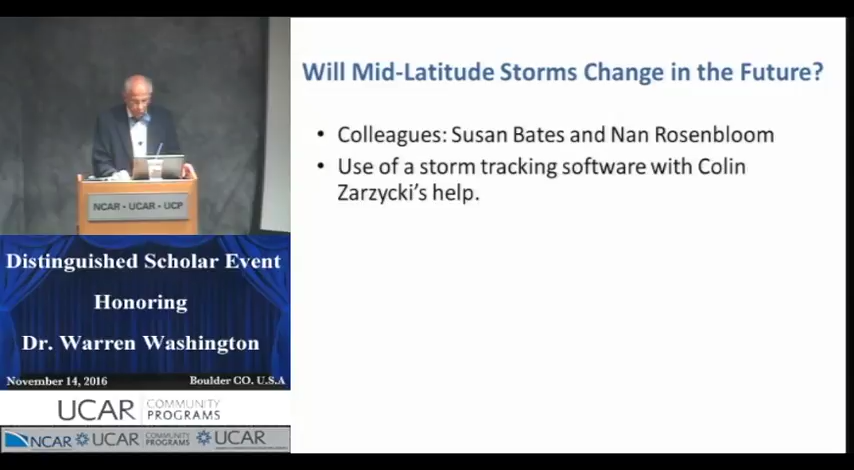 Will Mid-Latitude Storms Change in the Future?
• Colleagues: Susan Bates and Nan Rosenbloom
• Use of a storm tracking software with Colin
Zarzycki's help.
NCAR - UCAR - UCP
Distinguished Scholar Event
Honoring
Dr. Warren Washington
November 14, 2016 Boulder CO. U.S.A
UCAR COMMUNITY PROGRAMS
NCAR UCAR COMMUNITY PROGRAMS UCAR